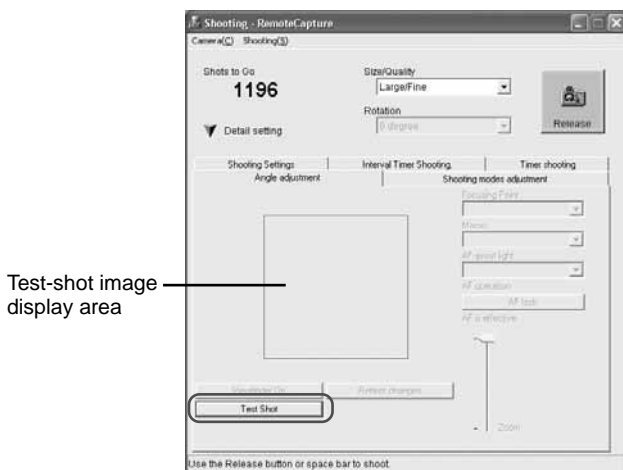 Shooting - RemoteCapture
Camera(C) Shooting(S)
Shots to Go
1196
Size/Quality
Large/Fine
Rotation
0 degree
Release
Detail setting
Shooting Settings
Interval Timer Shooting
Timer shooting
Angle adjustment
Shooting modes adjustment
Focusing Point
Macro
AF-assist light
AF operation
AF lock
AF is effective
Test-shot image
display area
Viewfinder On
Reflect changes
Test Shot
Zoom
Use the Release button or space bar to shoot.